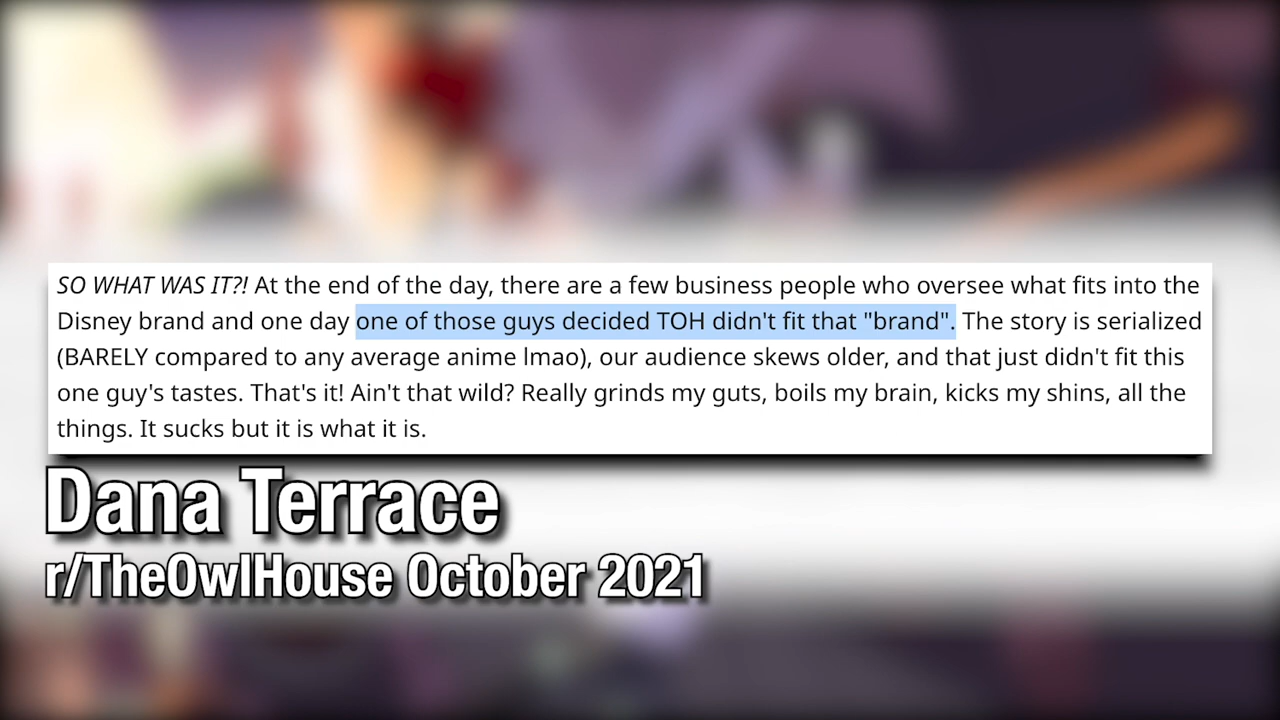 SO WHAT WAS IT?! At the end of the day, there are a few business people who oversee what fits into the
Disney brand and one day one of those guys decided TOH didn't fit that "brand". The story is serialized
(BARELY compared to any average anime lmao), our audience skews older, and that just didn't fit this
one guy's tastes. That's it! Ain't that wild? Really grinds my guts, boils my brain, kicks my shins, all the
things. It sucks but it is what it is.
Dana Terrace
r/TheOwlHouse October 2021